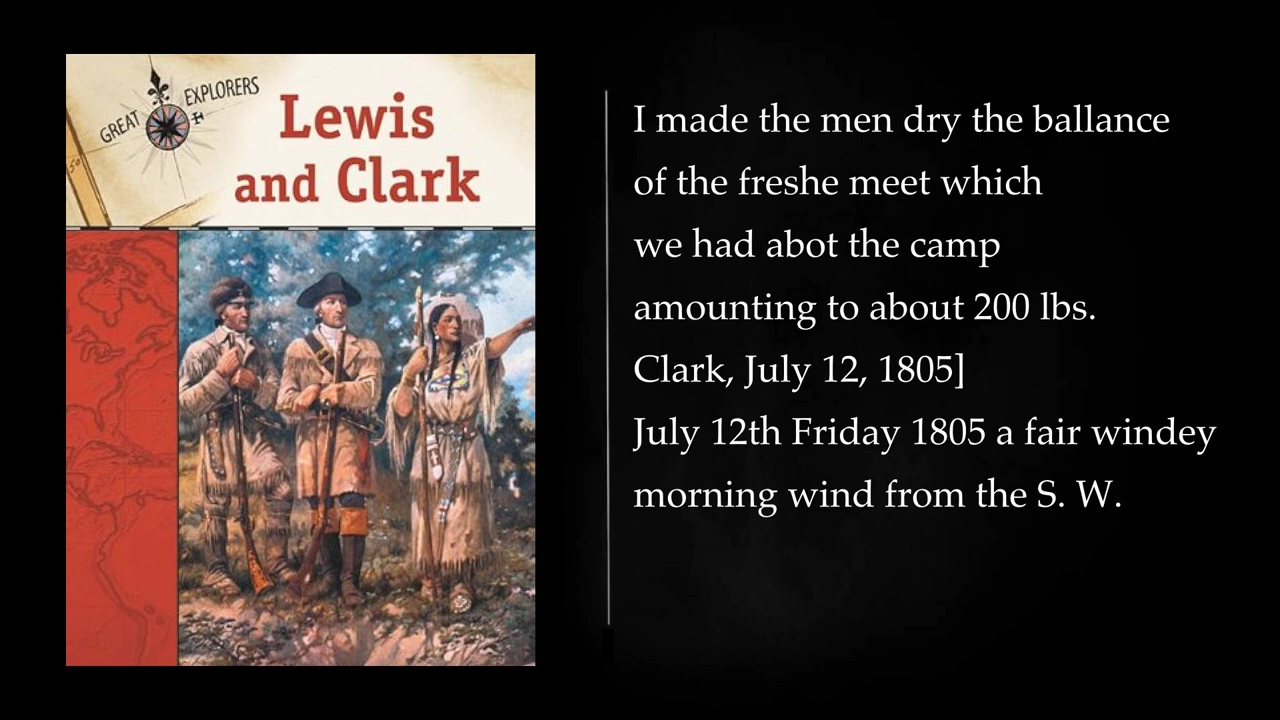 GREAT EXPLORERS
Lewis
and Clark
I made the men dry the ballance
of the freshe meet which
we had abot the camp
amounting to about 200 lbs.
Clark, July 12, 1805]
July 12th Friday 1805 a fair windey
morning wind from the S. W.